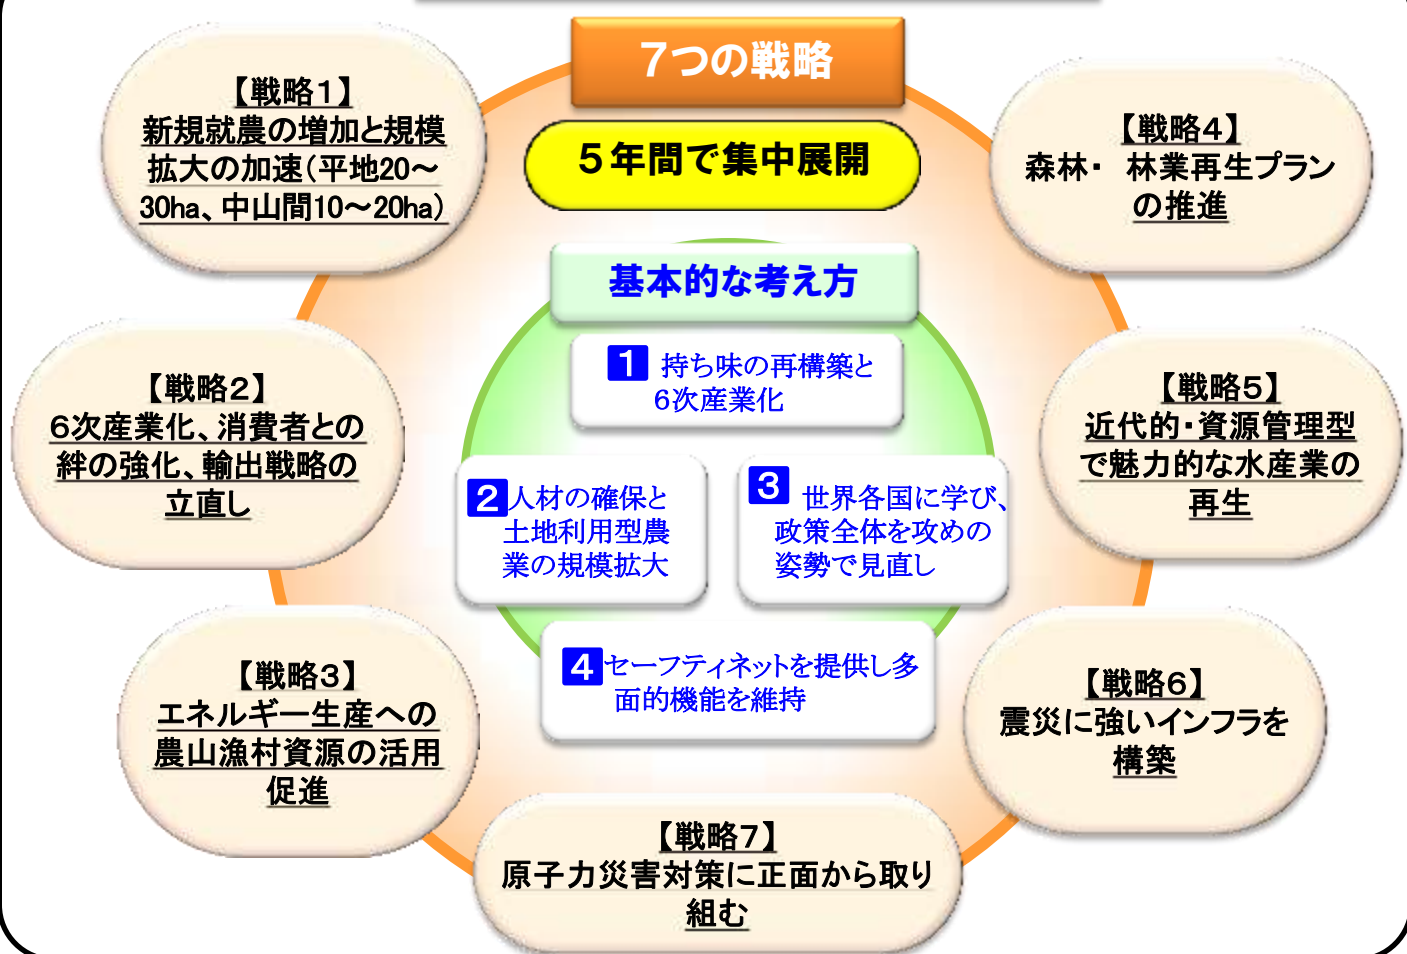 7つの戦略
5年間で集中展開
【戦略1】
新規就農の増加と規模
拡大の加速(平地20～
30ha、中山間10～20ha)
【戦略2】
6次産業化、消費者との
絆の強化、輸出戦略の
立直し
【戦略3】
エネルギー生産への
農山漁村資源の活用
促進
【戦略4】
森林・ 林業再生プラン
の推進
【戦略5】
近代的・資源管理型
で魅力的な水産業の
再生
【戦略6】
震災に強いインフラを
構築
【戦略7】
原子力災害対策に正面から取り
組む
基本的な考え方
1 持ち味の再構築と
6次産業化
2 人材の確保と
土地利用型農
業の規模拡大
3 世界各国に学び、
政策全体を攻めの
姿勢で見直し
4 セーフティネットを提供し多
面的機能を維持